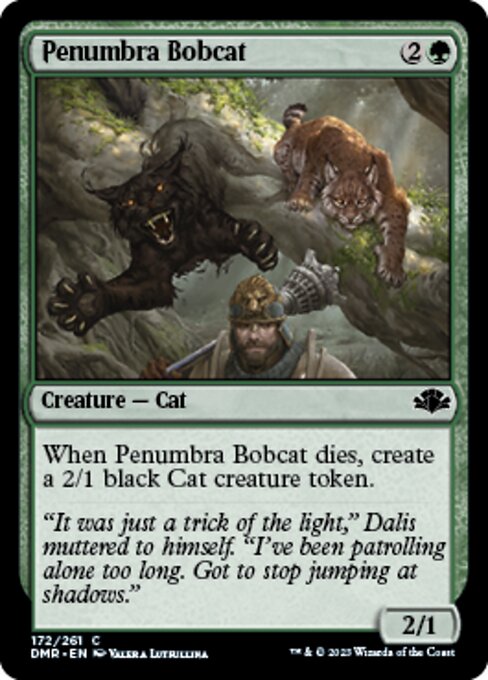 Penumbra Bobcat 2
Creature — Cat
When Penumbra Bobcat dies, create
a 2/1 black Cat creature token.
“It was just a trick of the light,” Dalis
muttered to himself. “I’ve been patrolling
alone too long. Got to stop jumping at
shadows.”
2/1
172/261 C
DMR • EN Valera Lutfullina
™ & © 2023 Wizards of the Coast